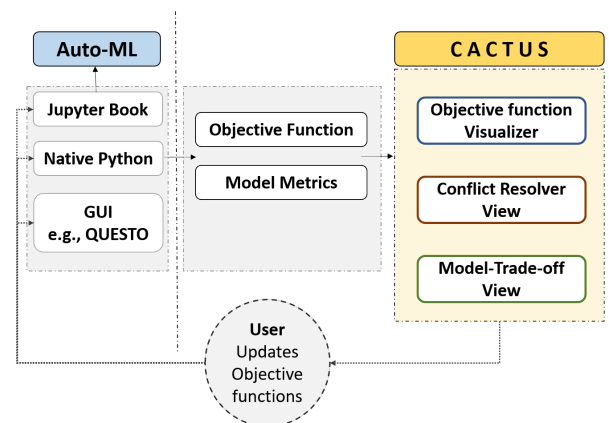 Auto-ML
Jupyter Book
Native Python
GUI
e.g., QUESTO
Objective Function
Model Metrics
C A C T U S
Objective function
Visualizer
Conflict Resolver
View
Model-Trade-off
View
User
Updates
Objective
functions